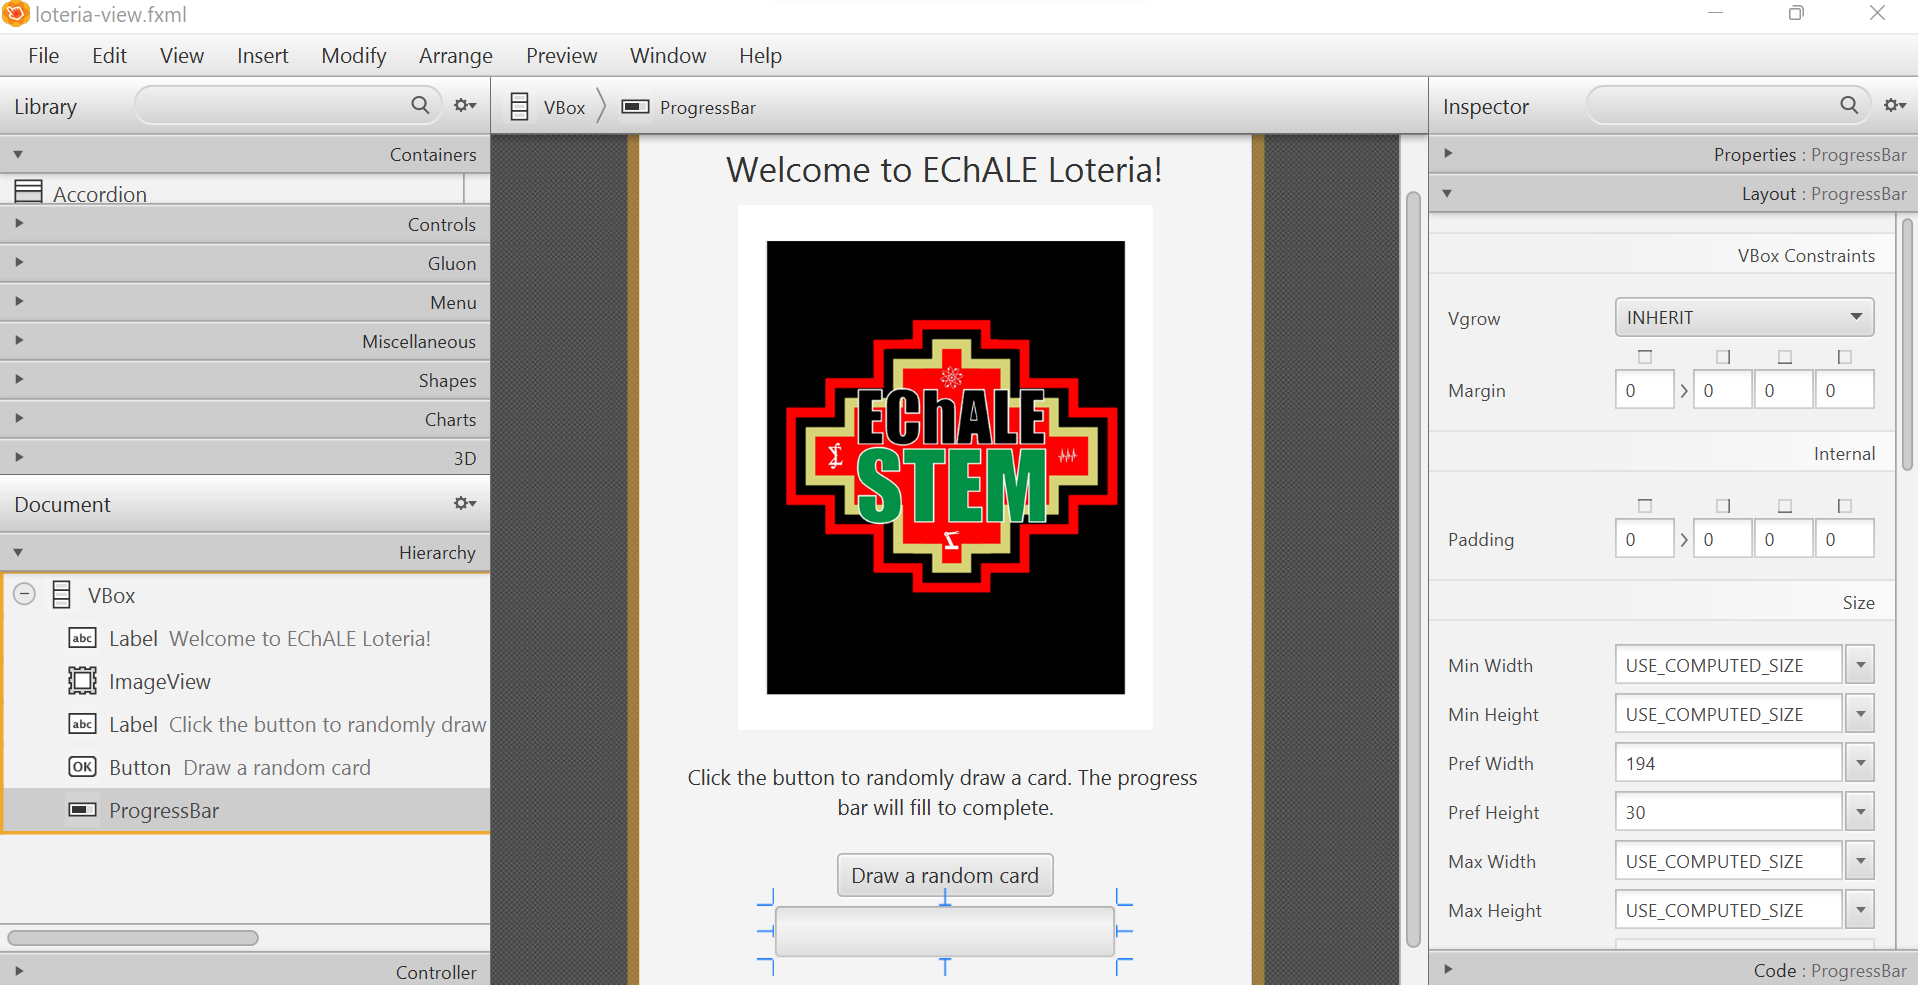 loteria-view.fxml
File Edit View Insert Modify Arrange Preview Window Help
Library
Containers
Accordion
Controls
Gluon
Menu
Miscellaneous
Shapes
Charts
3D
Document
Hierarchy
VBox
abc Label Welcome to EChALE Loteria!
ImageView
abc Label Click the button to randomly draw
OK Button Draw a random card
ProgressBar
Controller
VBox ProgressBar
Welcome to EChALE Loteria!
EChALE
STEM
Click the button to randomly draw a card. The progress
bar will fill to complete.
Draw a random card
Inspector
Properties : ProgressBar
Layout : ProgressBar
VBox Constraints
Vgrow INHERIT
Margin 0 0 0 0
Internal
Padding 0 0 0 0
Size
Min Width USE_COMPUTED_SIZE
Min Height USE_COMPUTED_SIZE
Pref Width 194
Pref Height 30
Max Width USE_COMPUTED_SIZE
Max Height USE_COMPUTED_SIZE
Code : ProgressBar